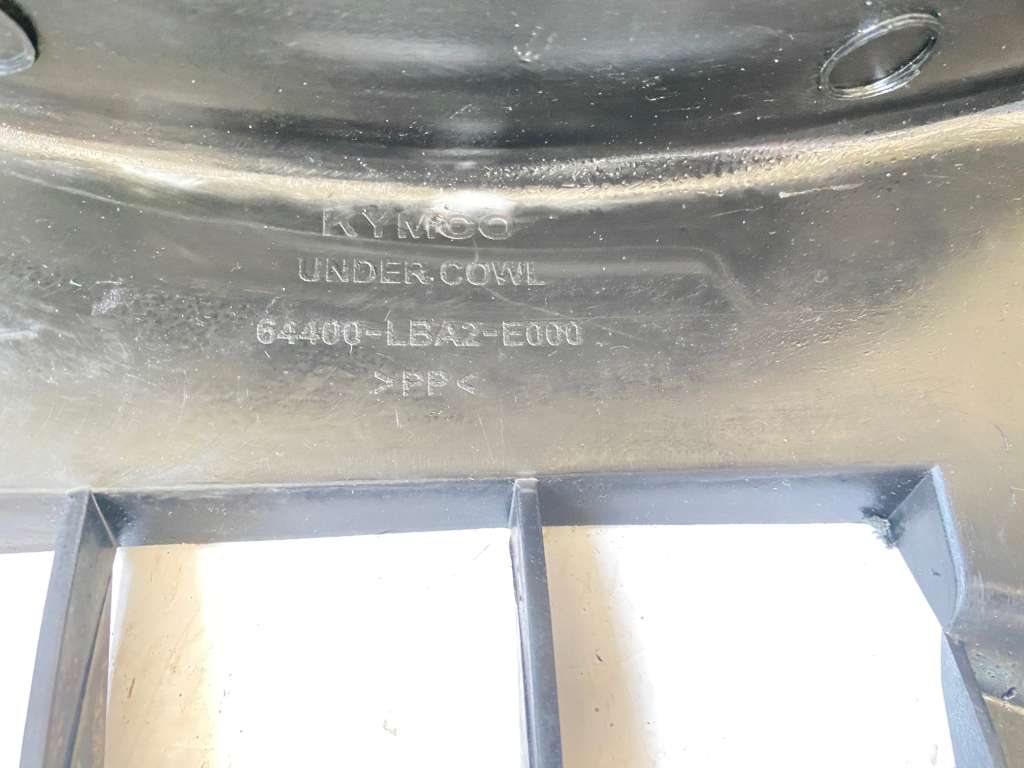 KYMCO
UNDER COWL
64400-LBA2-E000
>PP<